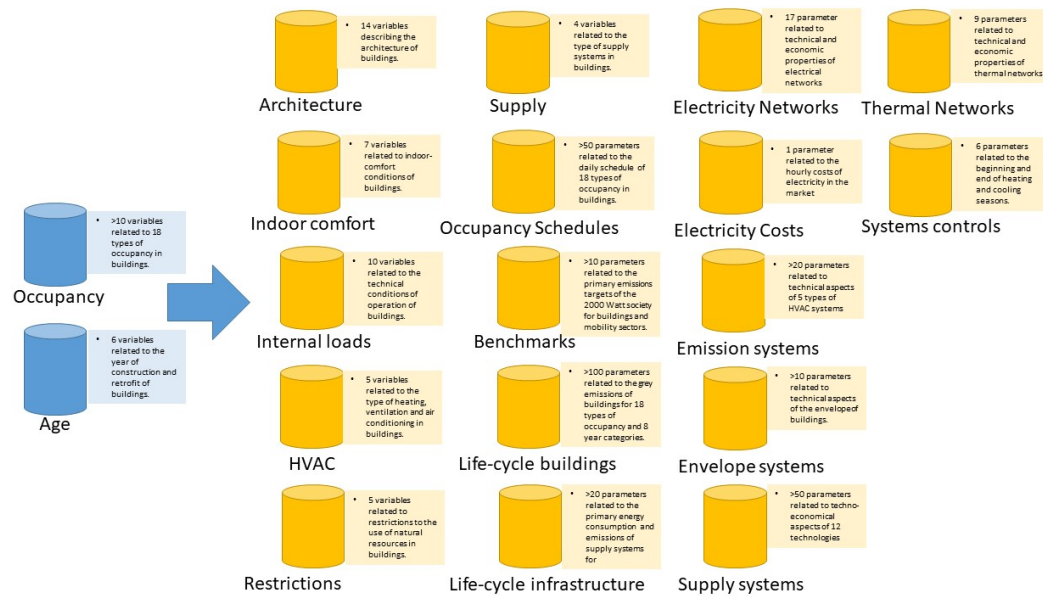 • >10 variables
related to 18
types of
occupancy in
buildings.
Occupancy
• 6 variables
related to the
year of
construction and
retrofit of
buildings.
Age
• 14 variables
describing the
architecture of
buildings.
Architecture
• 7 variables
related to indoor-
comfort
conditions of
buildings.
Indoor comfort
• 10 variables
related to the
technical
conditions of
operation of
buildings.
Internal loads
• 5 variables
related to the
type of heating,
ventilation and air
conditioning in
buildings.
HVAC
• 5 variables
related to
restrictions to the
use of natural
resources in
buildings.
Restrictions
• 4 variables
related to the
type of supply
systems in
buildings.
Supply
• >50 parameters
related to the
daily schedule of
18 types of
occupancy in
buildings.
Occupancy Schedules
• >10 parameters
related to the
primary emissions
targets of the
2000 Watt society
for buildings and
mobility sectors.
Benchmarks
• >100 parameters
related to the grey
emissions of
buildings for 18
types of
occupancy and 8
year categories.
Life-cycle buildings
• >20 parameters
related to the
primary energy
consumption and
emissions of
supply systems
for
Life-cycle infrastructure
• 17 parameter
related to
technical and
economic
properties of
electrical
networks
Electricity Networks
• 1 parameter
related to the
hourly costs of
electricity in the
market
Electricity Costs
• >20 parameters
related to
technical aspects
of 5 types of
HVAC systems
Emission systems
• >10 parameters
related to
technical aspects
of the envelope of
buildings.
Envelope systems
• >50 parameters
related to techno-
economical
aspects of 12
technologies
Supply systems
• 9 parameters
related to
technical and
economic
properties of
thermal networks
Thermal Networks
• 6 parameters
related to the
beginning and
end of heating
and cooling
seasons.
Systems controls